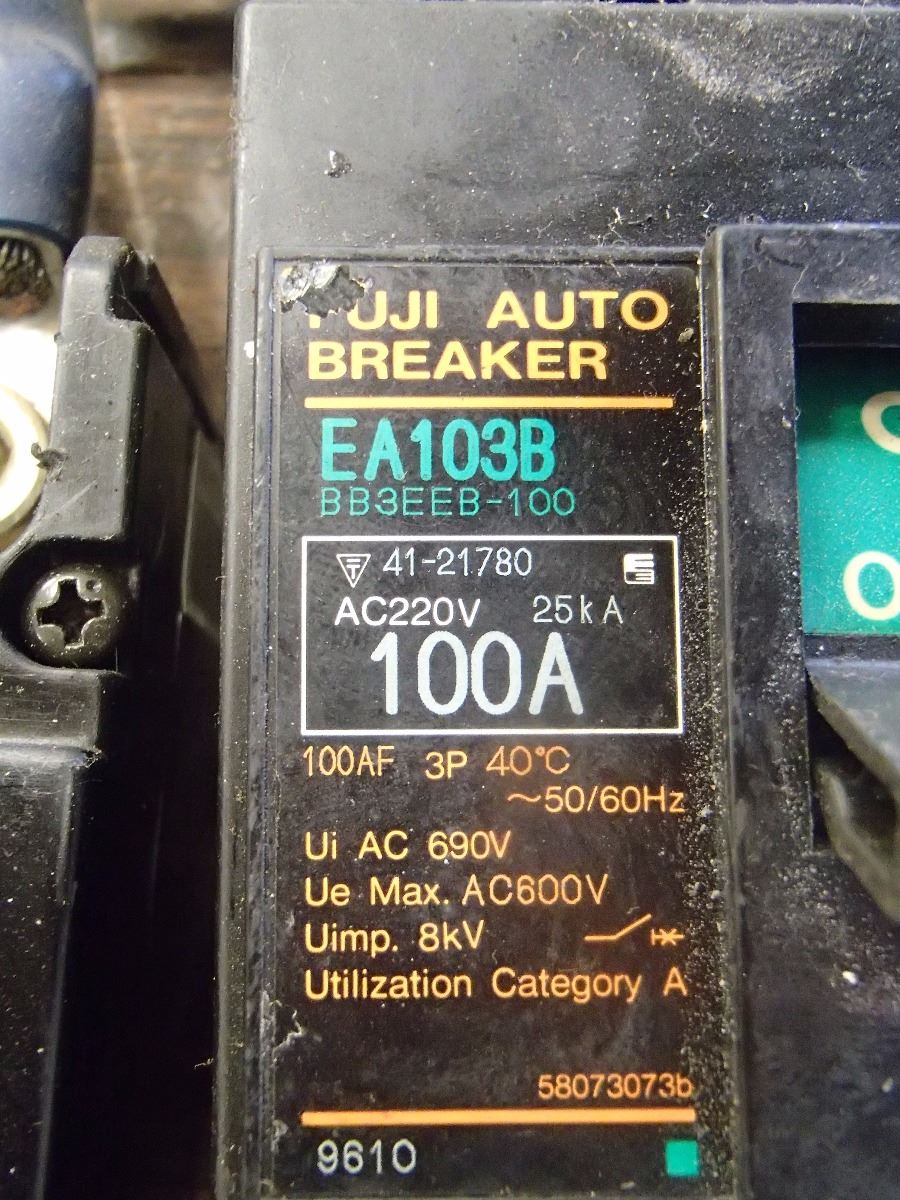 FUJI AUTO
BREAKER
EA103B
BB3EEB-100
41-21780
AC220V 25kA
100A
100AF 3P 40℃
~50/60Hz
Ui AC 690V
Ue Max. AC600V
Uimp. 8kV
Utilization Category A
58073073b
9610